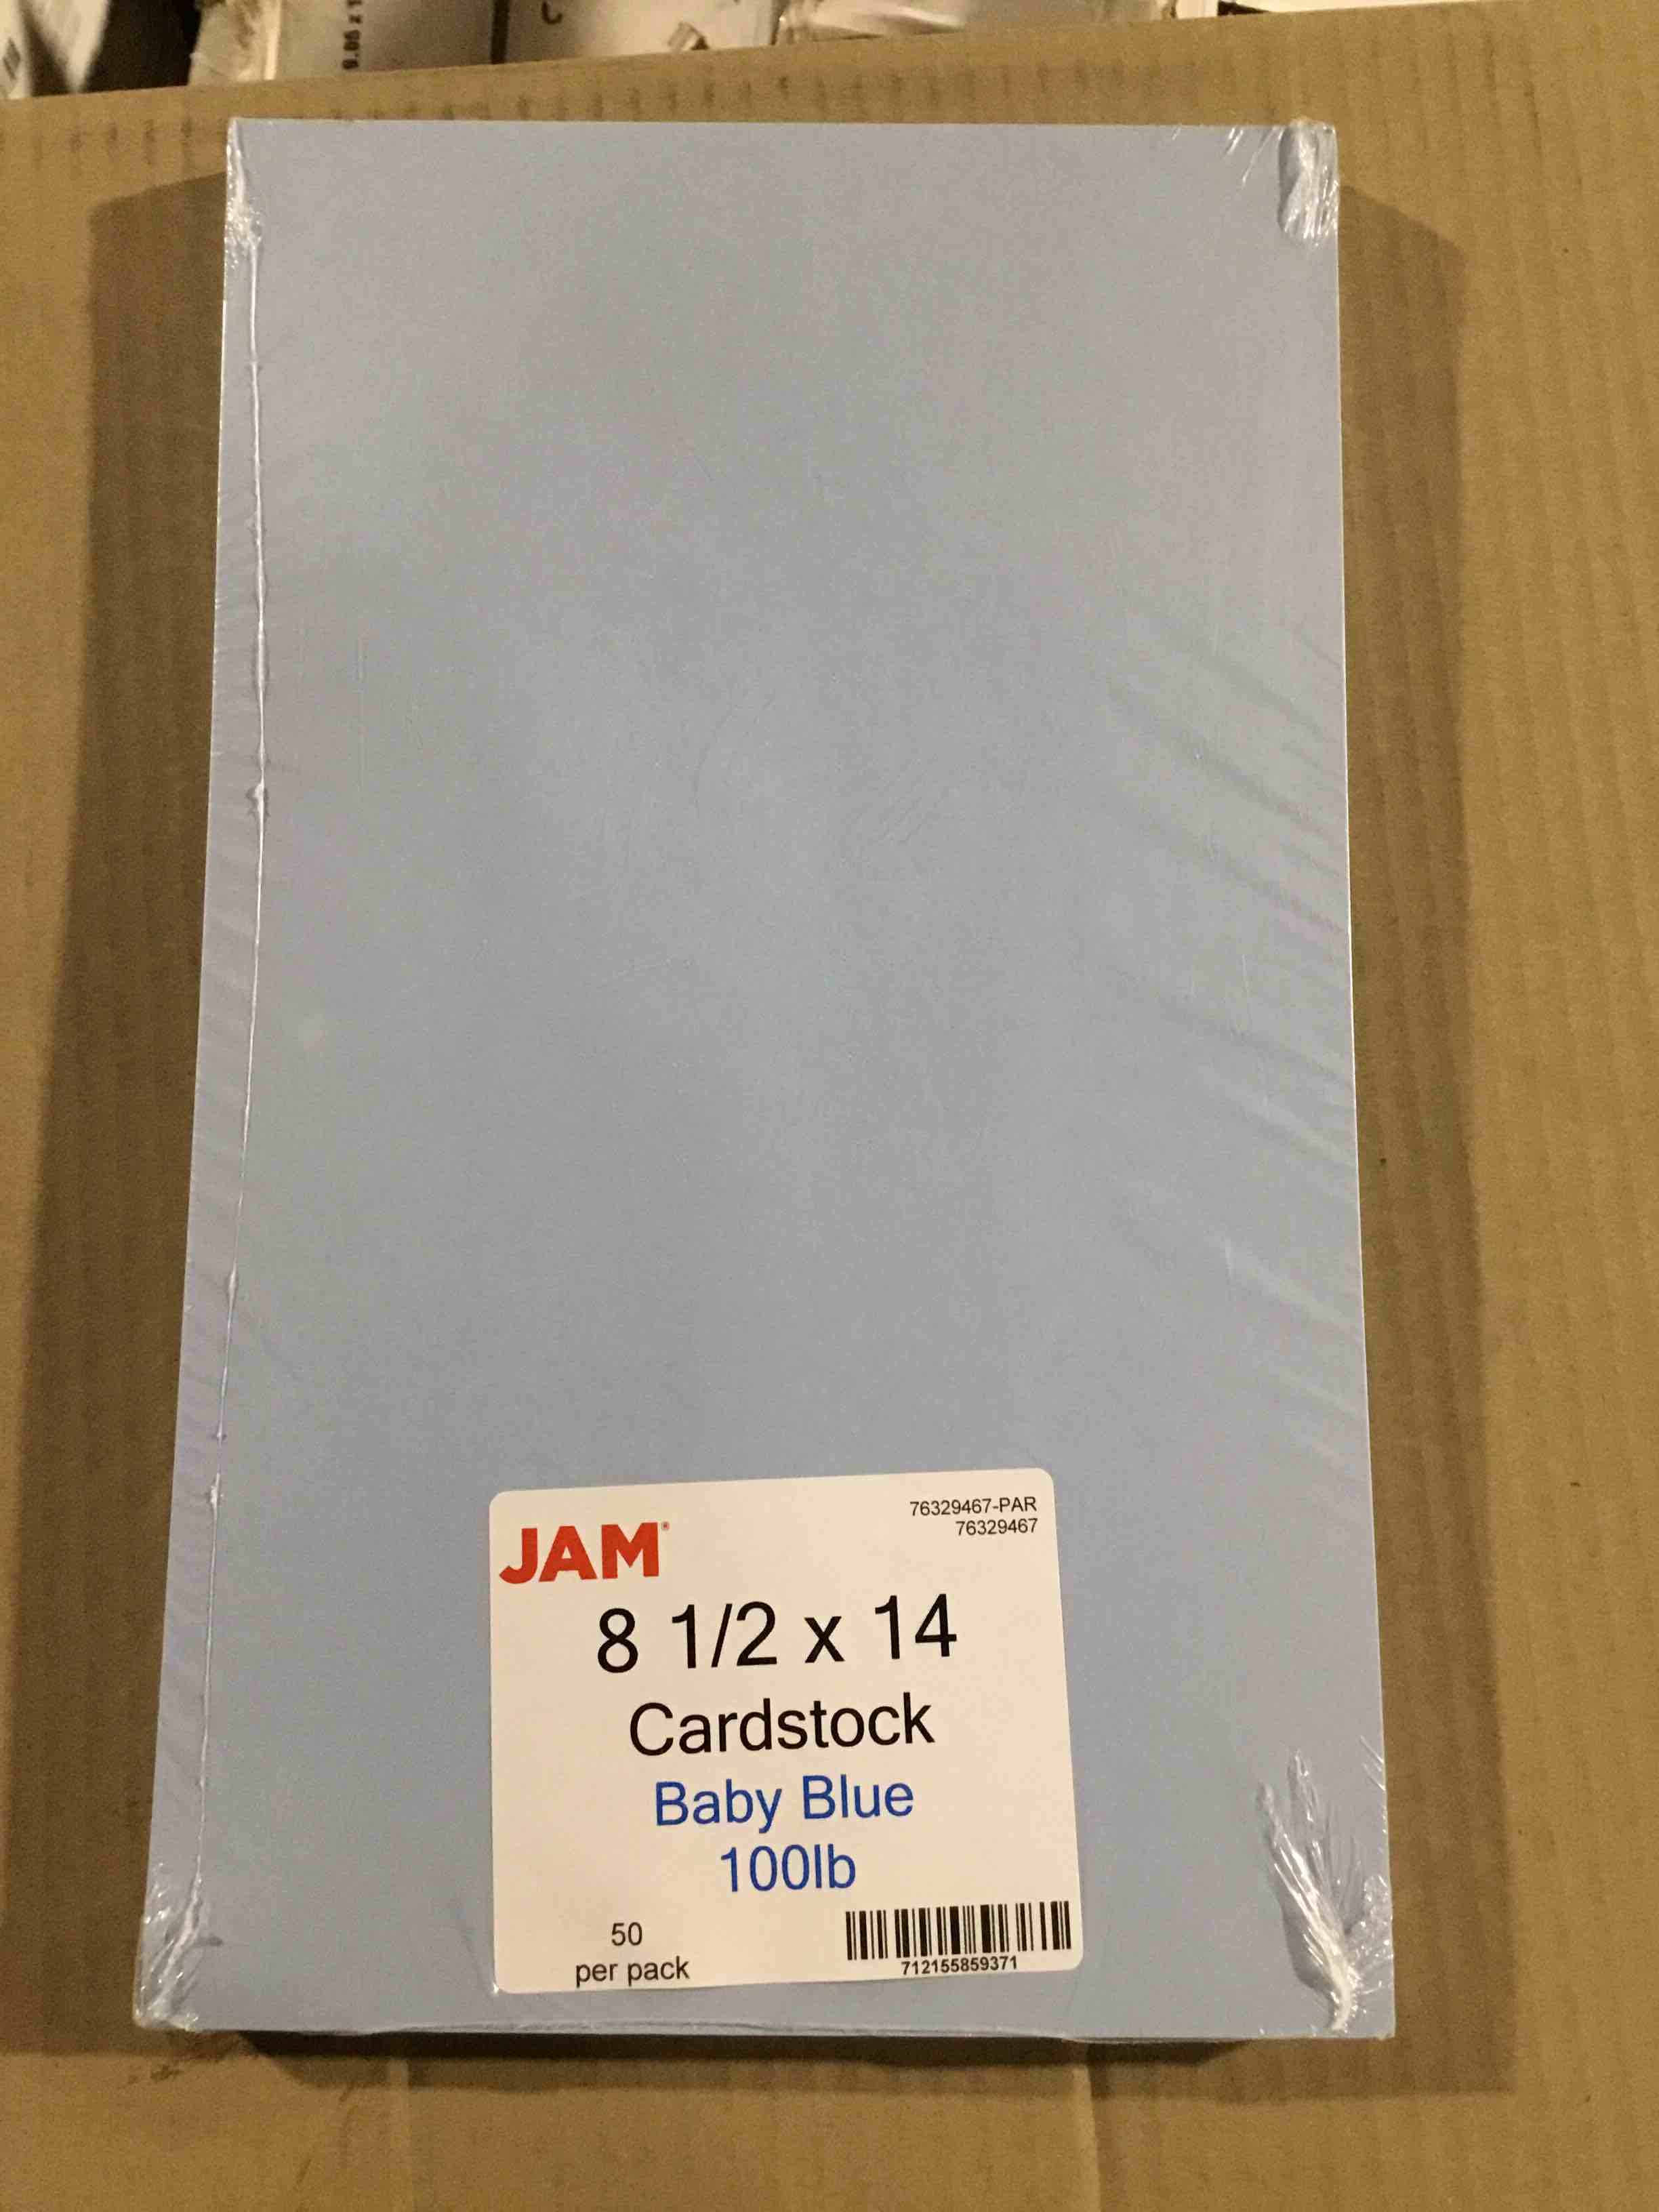 76329467-PAR
76329467
JAM®
8 1/2 x 14
Cardstock
Baby Blue
100lb
50
per pack
712155859371